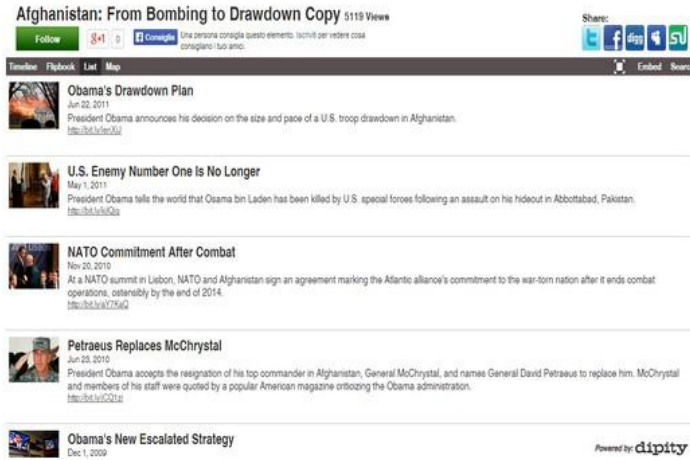 Afghanistan: From Bombing to Drawdown Copy 5119 Views
Share:
Follow
+1 0
Consiglia
Una persona consiglia questo elemento. Iscriviti per vedere cosa
consigliano i tuoi amici.
digg
Timeline Flipbook List Map
Embed Searc
Obama's Drawdown Plan
Jun 22, 2011
President Obama announces his decision on the size and pace of a U.S. troop drawdown in Afghanistan.
U.S. Enemy Number One Is No Longer
May 1, 2011
President Obama tells the world that Osama bin Laden has been killed by U.S. special forces following an assault on his hideout in Abbottabad, Pakistan.
NATO Commitment After Combat
Nov 20, 2010
At a NATO summit in Lisbon, NATO and Afghanistan sign an agreement marking the Atlantic alliance's commitment to the war-torn nation after it ends combat
operations, ostensibly by the end of 2014.
Petraeus Replaces McChrystal
Jun 23, 2010
President Obama accepts the resignation of his top commander in Afghanistan, General McChrystal, and names General David Petraeus to replace him. McChrystal
and members of his staff were quoted by a popular American magazine criticizing the Obama administration.
Obama's New Escalated Strategy
Dec 1, 2009
Powered by: dipity